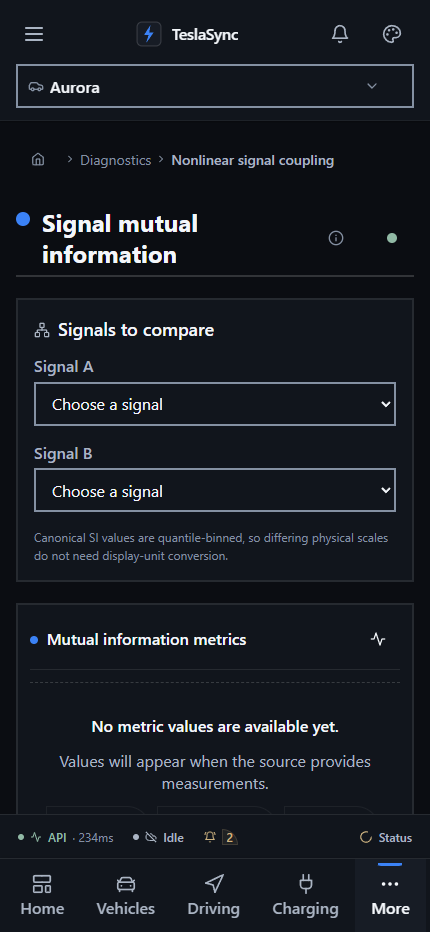 TeslaSync
Aurora
Diagnostics
Nonlinear signal coupling
Signal mutual
information
Signals to compare
Signal A
Choose a signal
Signal B
Choose a signal
Canonical SI values are quantile-binned, so differing physical scales
do not need display-unit conversion.
Mutual information metrics
No metric values are available yet.
Values will appear when the source provides
measurements.
API · 234ms
Idle
2
Status
Home
Vehicles
Driving
Charging
More